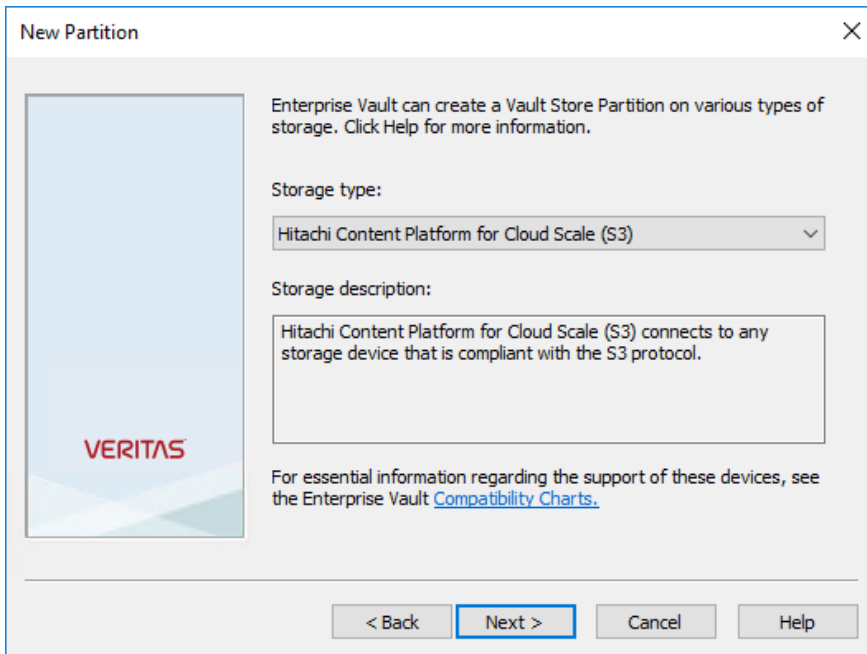 New Partition
Enterprise Vault can create a Vault Store Partition on various types of
storage. Click Help for more information.
Storage type:
Hitachi Content Platform for Cloud Scale (S3)
Storage description:
Hitachi Content Platform for Cloud Scale (S3) connects to any
storage device that is compliant with the S3 protocol.
VERITAS
For essential information regarding the support of these devices, see
the Enterprise Vault Compatibility Charts.
< Back
Next >
Cancel
Help